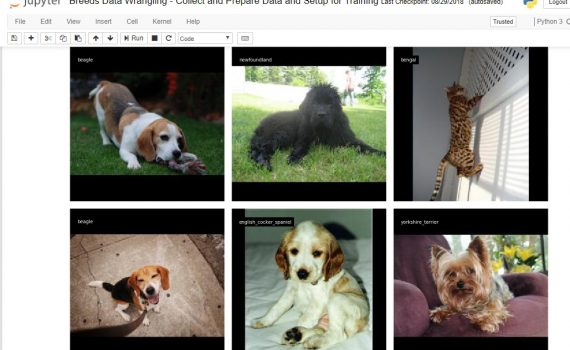 jupyter Breeds Data Wrangling - Collect and Prepare Data and Setup for Training Last Checkpoint: 08/29/2018 (autosaved) Logout
File Edit View Insert Cell Kernel Help Trusted Python 3
Run Code
beagle newfoundland bengal
beagle english_cocker_spaniel yorkshire_terrier